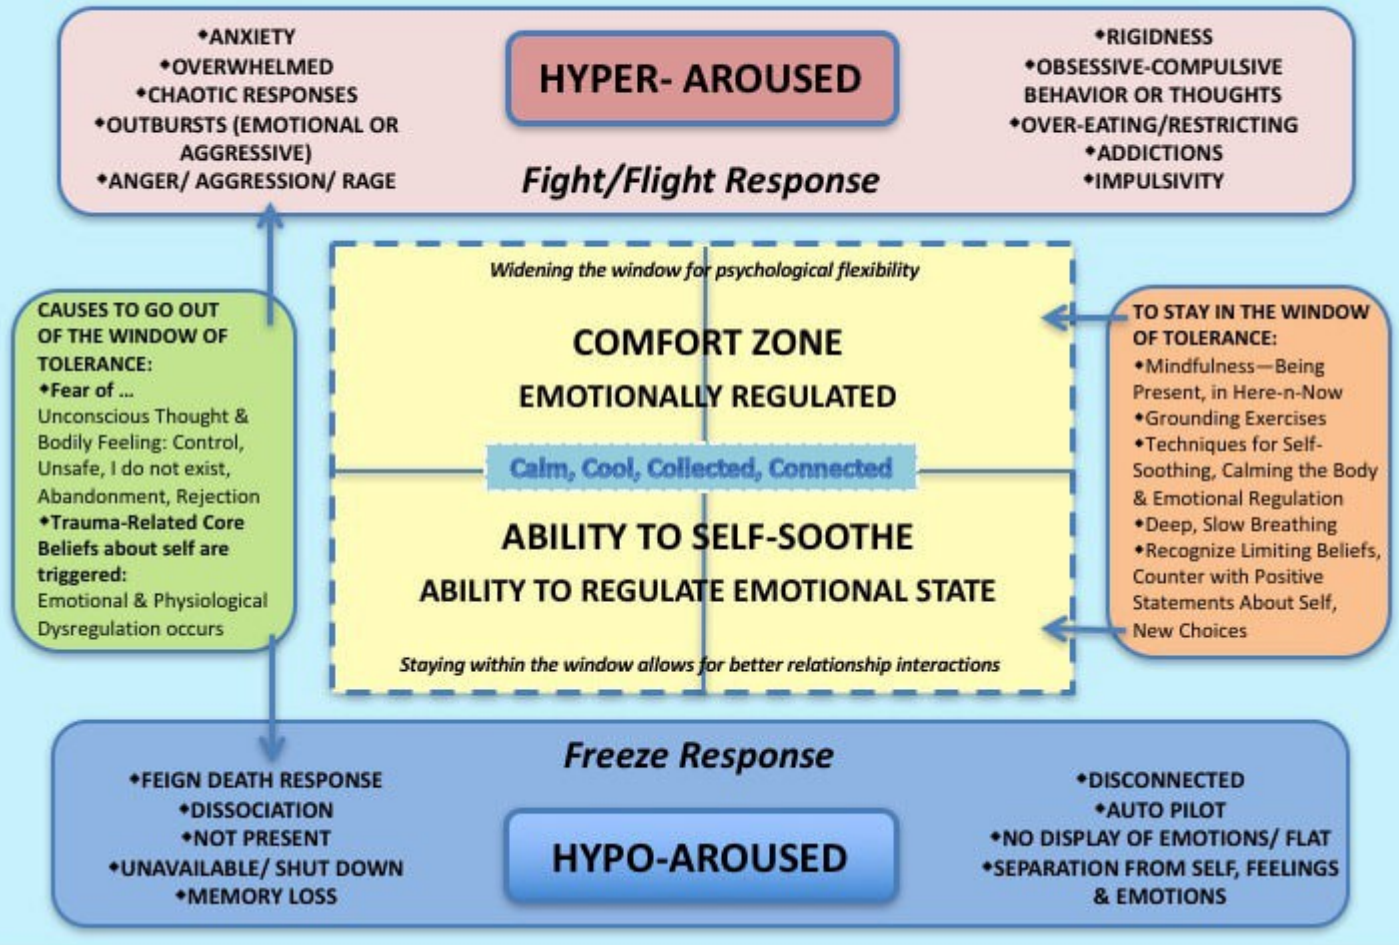 ◆ANXIETY
◆OVERWHELMED
◆CHAOTIC RESPONSES
◆OUTBURSTS (EMOTIONAL OR
AGGRESSIVE)
◆ANGER/ AGGRESSION/ RAGE
HYPER- AROUSED
Fight/Flight Response
◆RIGIDNESS
◆OBSESSIVE-COMPULSIVE
BEHAVIOR OR THOUGHTS
◆OVER-EATING/RESTRICTING
◆ADDICTIONS
◆IMPULSIVITY
CAUSES TO GO OUT
OF THE WINDOW OF
TOLERANCE:
◆Fear of …
Unconscious Thought &
Bodily Feeling: Control,
Unsafe, I do not exist,
Abandonment, Rejection
◆Trauma-Related Core
Beliefs about self are
triggered:
Emotional & Physiological
Dysregulation occurs
Widening the window for psychological flexibility
COMFORT ZONE
EMOTIONALLY REGULATED
Calm, Cool, Collected, Connected
ABILITY TO SELF-SOOTHE
ABILITY TO REGULATE EMOTIONAL STATE
Staying within the window allows for better relationship interactions
TO STAY IN THE WINDOW
OF TOLERANCE:
◆Mindfulness—Being
Present, in Here-n-Now
◆Grounding Exercises
◆Techniques for Self-
Soothing, Calming the Body
& Emotional Regulation
◆Deep, Slow Breathing
◆Recognize Limiting Beliefs,
Counter with Positive
Statements About Self,
New Choices
Freeze Response
HYPO-AROUSED
◆FEIGN DEATH RESPONSE
◆DISSOCIATION
◆NOT PRESENT
◆UNAVAILABLE/ SHUT DOWN
◆MEMORY LOSS
◆DISCONNECTED
◆AUTO PILOT
◆NO DISPLAY OF EMOTIONS/ FLAT
◆SEPARATION FROM SELF, FEELINGS
& EMOTIONS